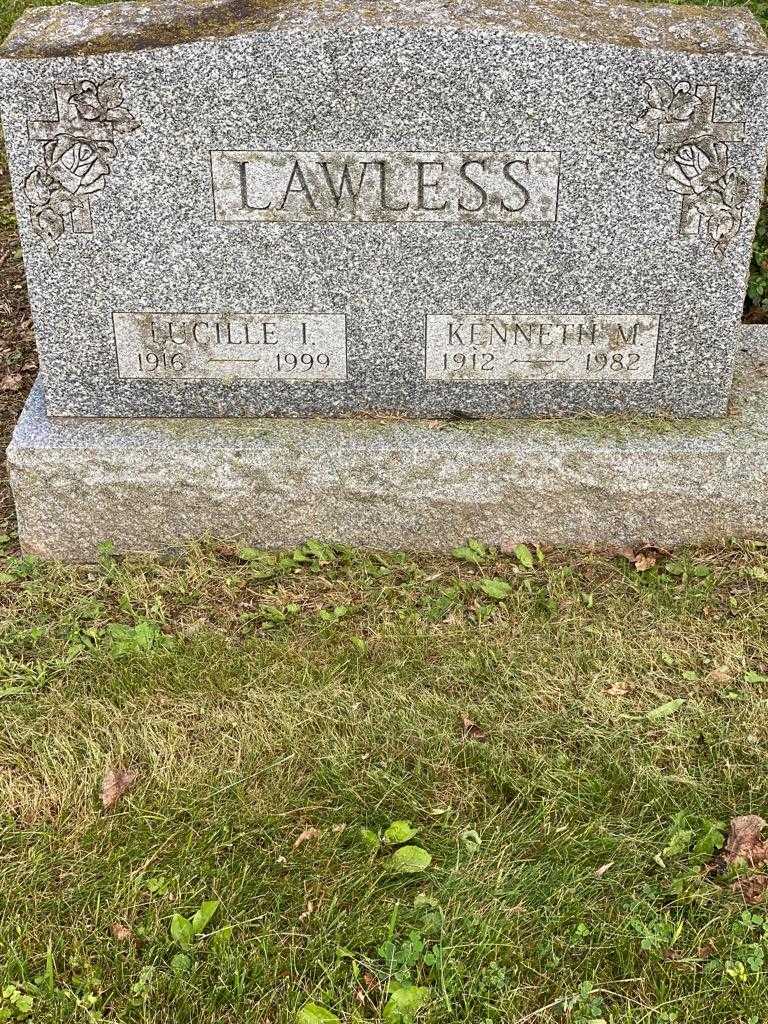 LAWLESS
LUCILLE I.
1916 — 1999
KENNETH M.
1912 — 1982